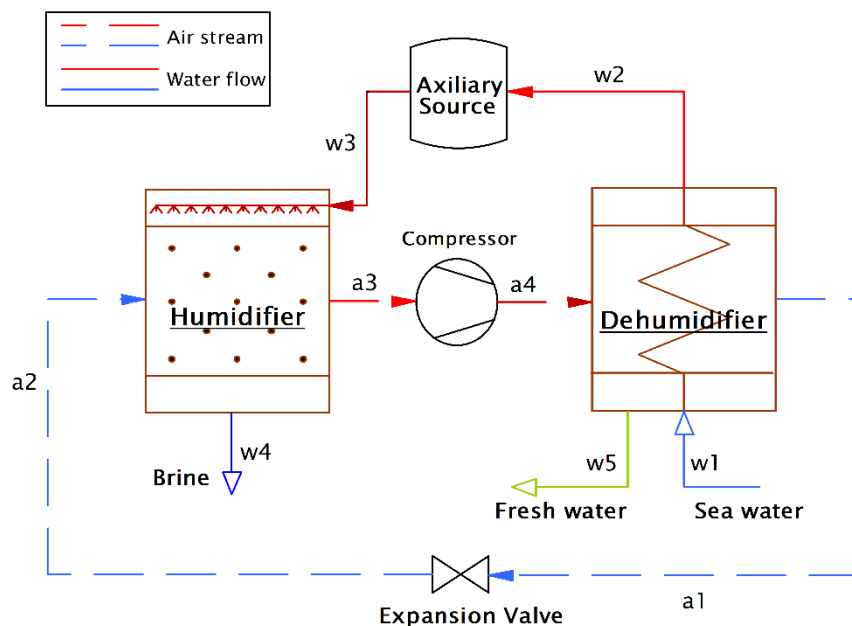 Air stream
Water flow
Axiliary
Source
w2
w3
Compressor
a3
a4
Humidifier
Dehumidifier
a2
w4
Brine
w5
w1
Fresh water
Sea water
Expansion Valve
a1